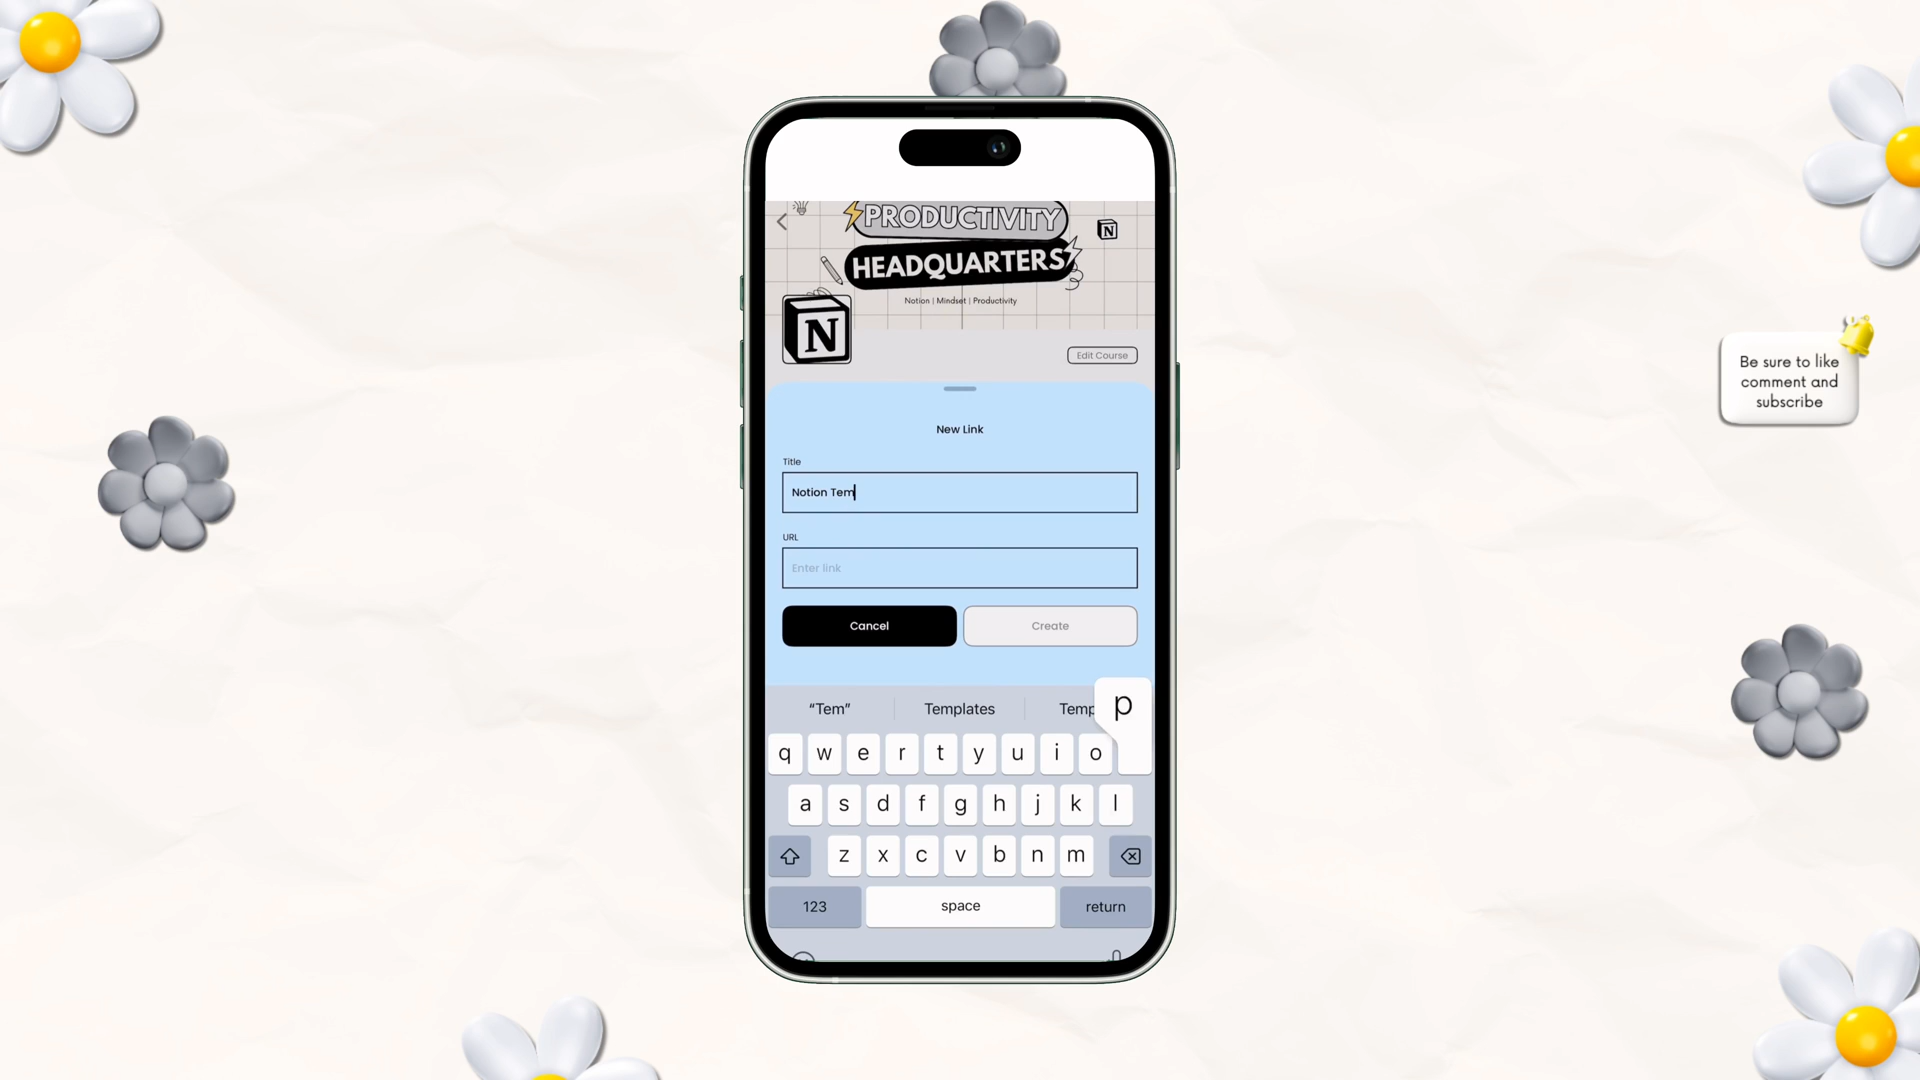 PRODUCTIVITY
N
HEADQUARTERS
Notion | Mindset | Productivity
N
Edit Course
Be sure to like
comment and
subscribe
New Link
Title
Notion Tem
URL
Enter link
Cancel
Create
“Tem”
Templates
Temp
p
q w e r t y u i o
a s d f g h j k l
z x c v b n m
123
space
return